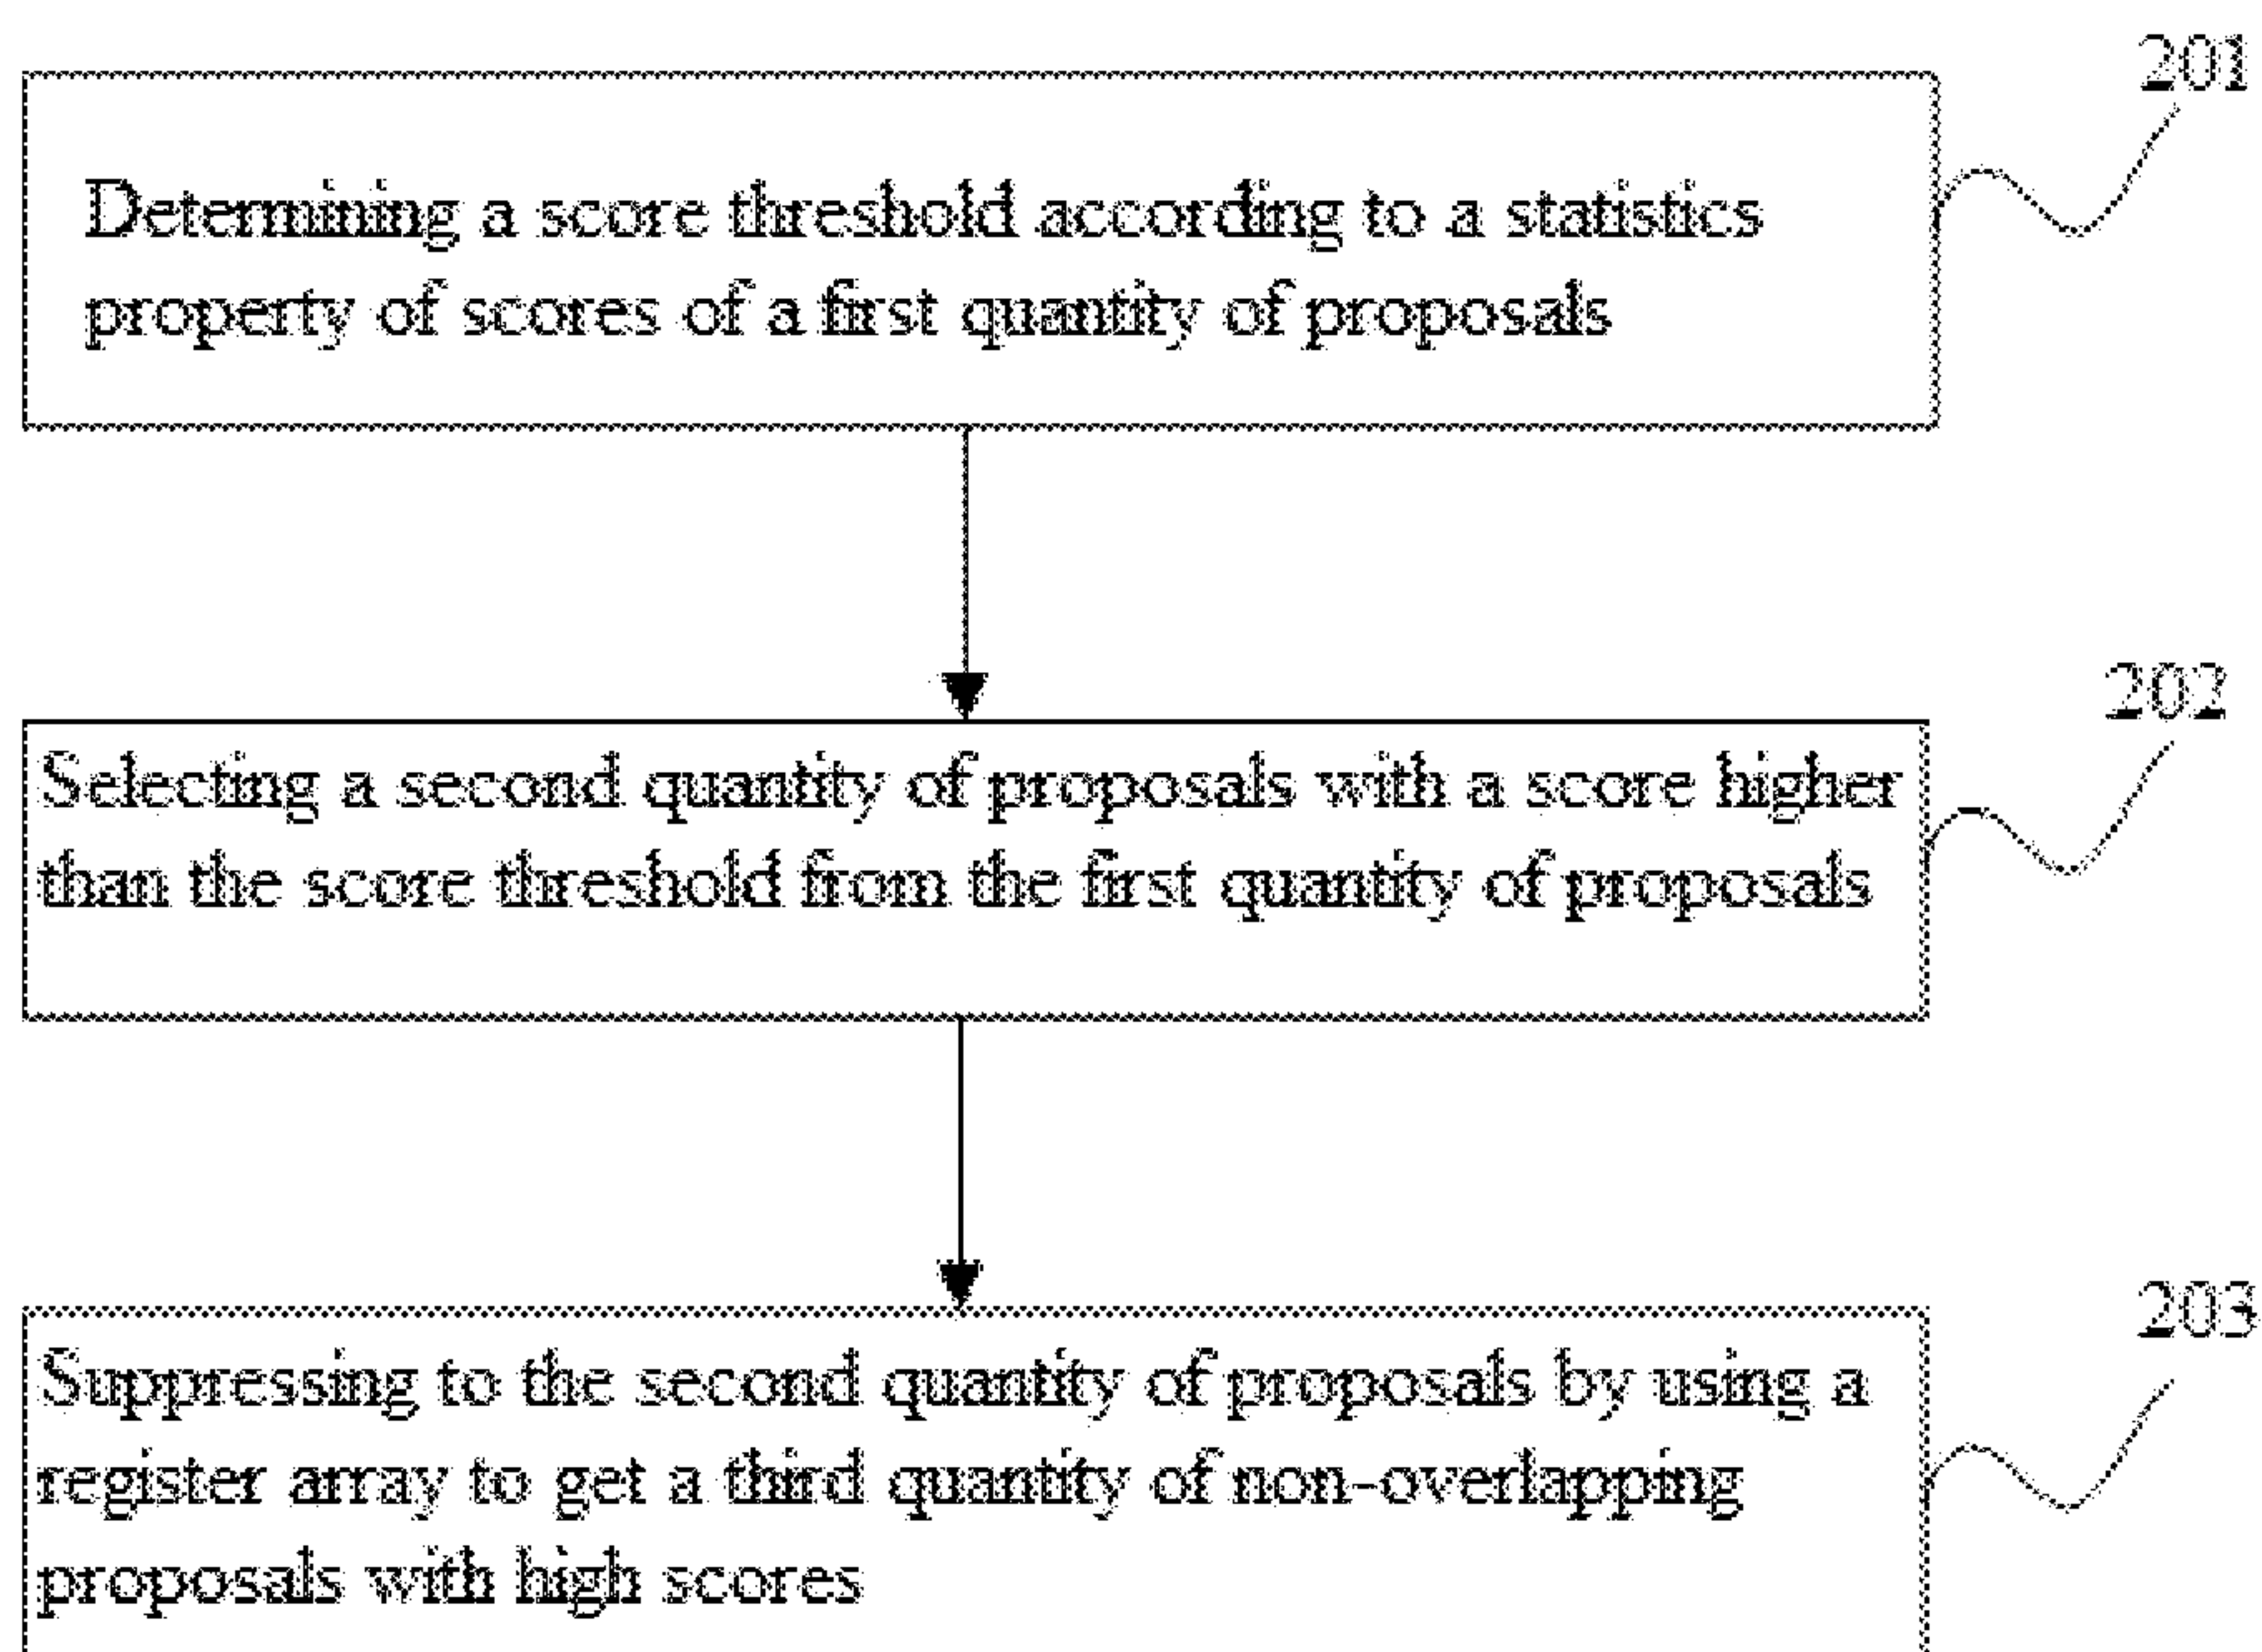 201
Determining a score threshold according to a statistics
property of scores of a first quantity of proposals
202
Selecting a second quantity of proposals with a score higher
than the score threshold from the first quantity of proposals
203
Suppressing to the second quantity of proposals by using a
register array to get a third quantity of non-overlapping
proposals with high scores